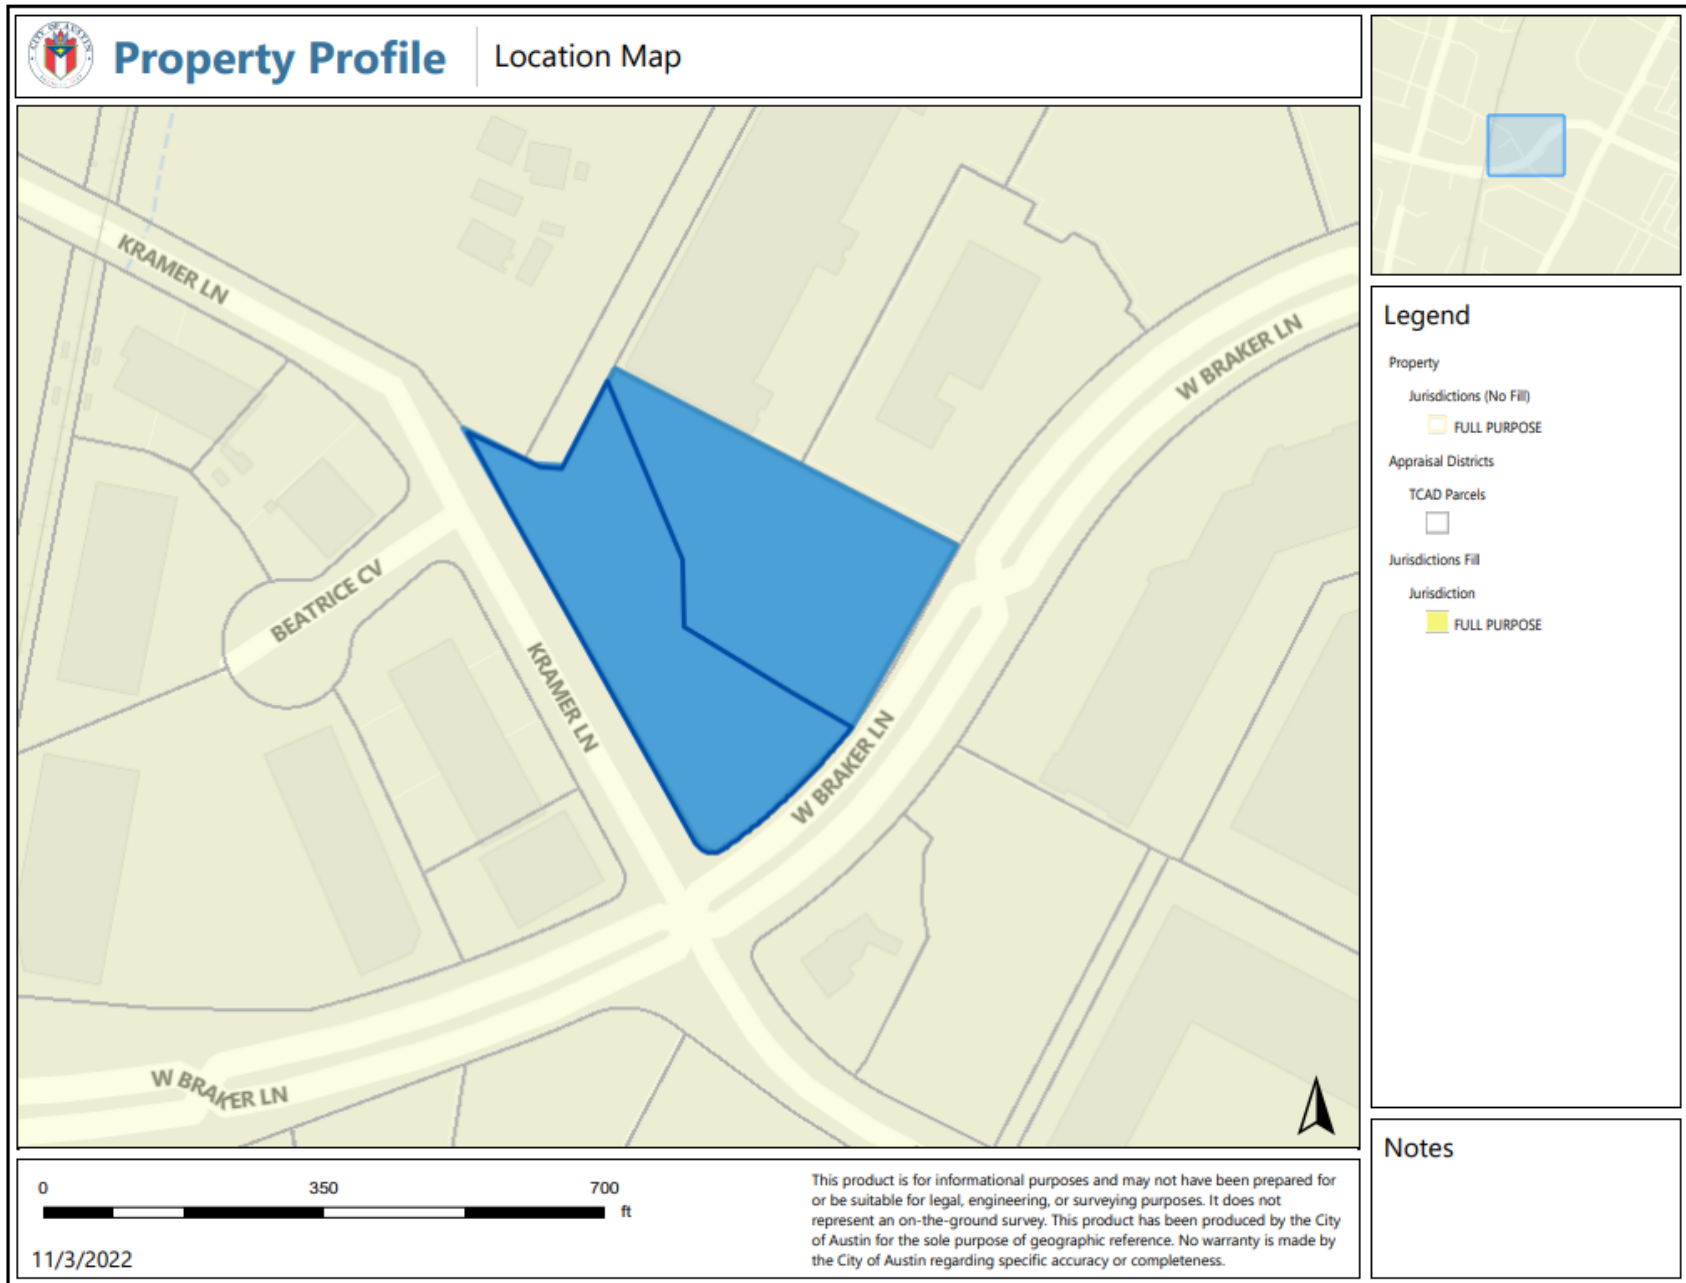 CITY OF AUSTIN
Property Profile
Location Map
KRAMER LN
W BRAKER LN
BEATRICE CV
KRAMER LN
W BRAKER LN
W BRAKER LN
0 350 700
ft
11/3/2022
This product is for informational purposes and may not have been prepared for
or be suitable for legal, engineering, or surveying purposes. It does not
represent an on-the-ground survey. This product has been produced by the City
of Austin for the sole purpose of geographic reference. No warranty is made by
the City of Austin regarding specific accuracy or completeness.
Legend
Property
Jurisdictions (No Fill)
FULL PURPOSE
Appraisal Districts
TCAD Parcels
Jurisdictions Fill
Jurisdiction
FULL PURPOSE
Notes